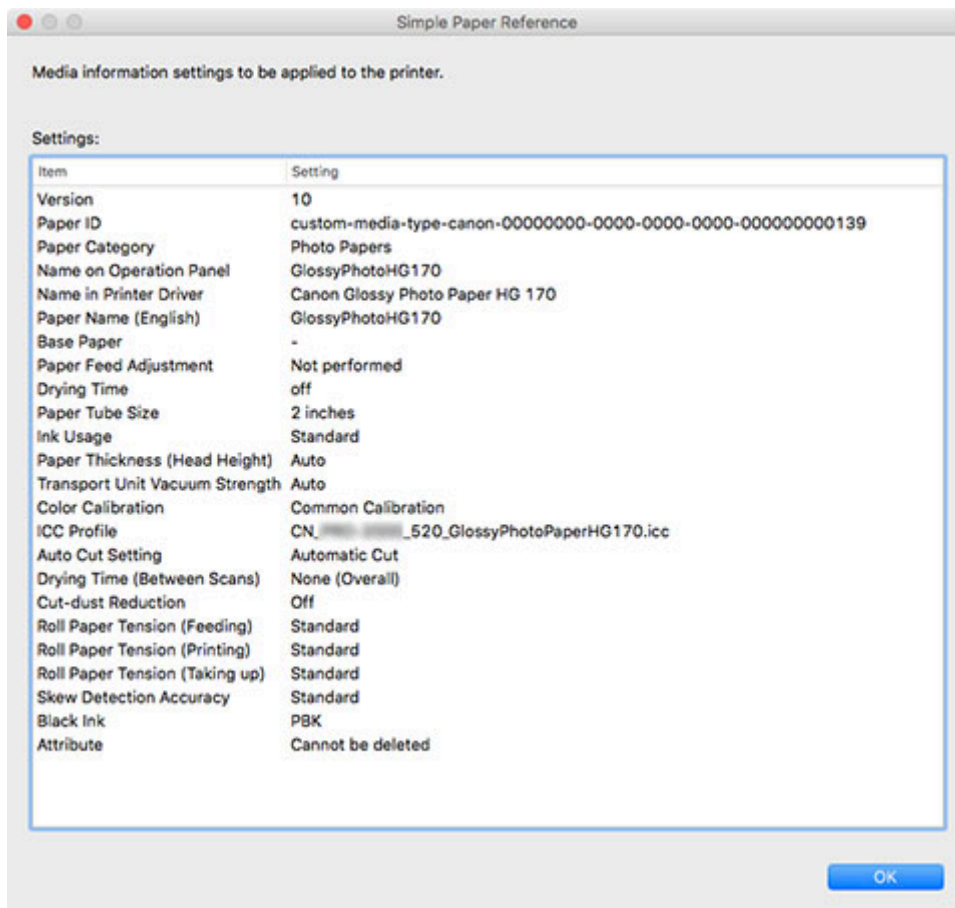 Simple Paper Reference
Media information settings to be applied to the printer.
Settings:
Item Setting
Version 10
Paper ID custom-media-type-canon-00000000-0000-0000-0000-000000000139
Paper Category Photo Papers
Name on Operation Panel GlossyPhotoHG170
Name in Printer Driver Canon Glossy Photo Paper HG 170
Paper Name (English) GlossyPhotoHG170
Base Paper -
Paper Feed Adjustment Not performed
Drying Time off
Paper Tube Size 2 inches
Ink Usage Standard
Paper Thickness (Head Height) Auto
Transport Unit Vacuum Strength Auto
Color Calibration Common Calibration
ICC Profile CN_ _520_GlossyPhotoPaperHG170.icc
Auto Cut Setting Automatic Cut
Drying Time (Between Scans) None (Overall)
Cut-dust Reduction Off
Roll Paper Tension (Feeding) Standard
Roll Paper Tension (Printing) Standard
Roll Paper Tension (Taking up) Standard
Skew Detection Accuracy Standard
Black Ink PBK
Attribute Cannot be deleted
OK